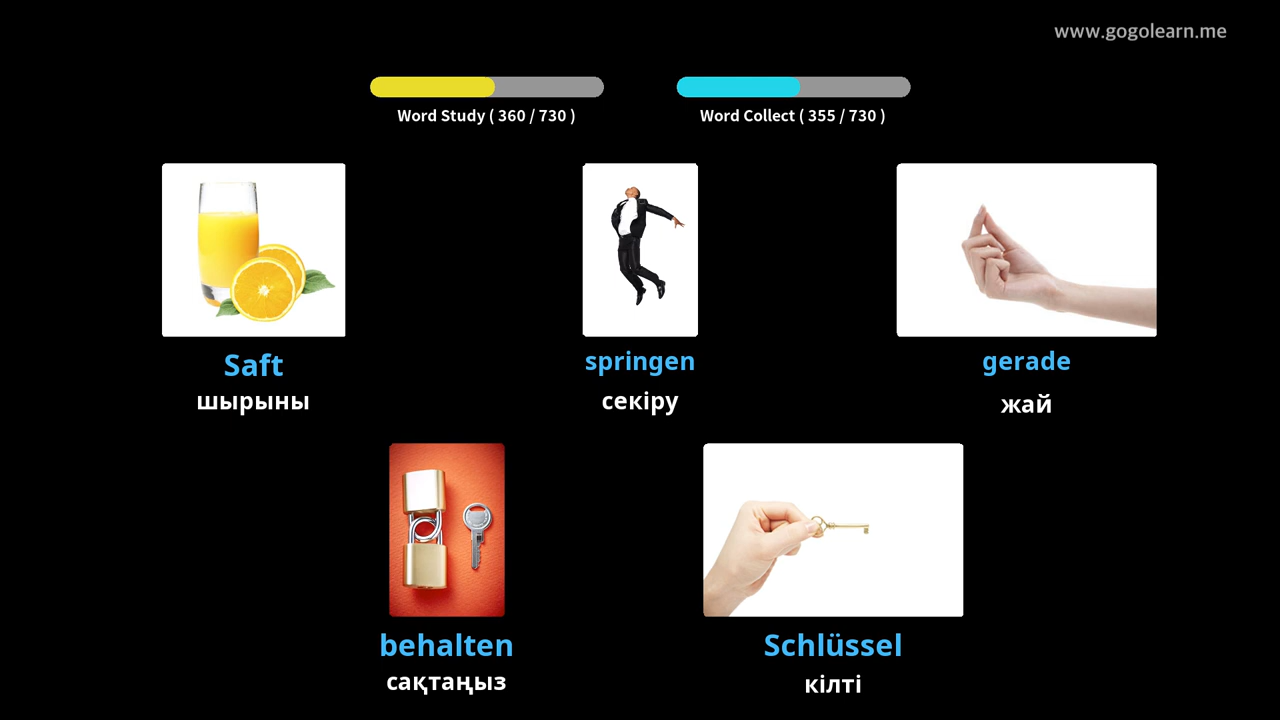 www.gogolearn.me
Word Study ( 360 / 730 )
Word Collect ( 355 / 730 )
Saft
springen
gerade
шырыны
секіру
жай
behalten
Schlüssel
сақтаңыз
кілті